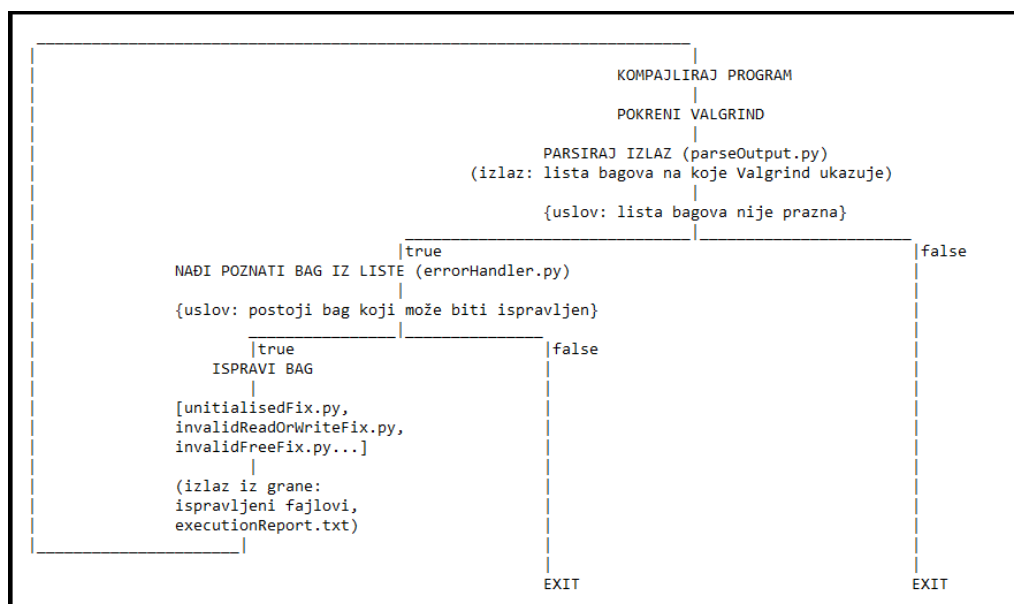 KOMPAJLIRAJ PROGRAM
POKRENI VALGRIND
PARSIRAJ IZLAZ (parseOutput.py)
(izlaz: lista bagova na koje Valgrind ukazuje)
{uslov: lista bagova nije prazna}
true
false
NAĐI POZNATI BAG IZ LISTE (errorHandler.py)
{uslov: postoji bag koji može biti ispravljen}
true
false
ISPRAVI BAG
[unitialisedFix.py,
invalidReadOrWriteFix.py,
invalidFreeFix.py...]
(izlaz iz grane:
ispravljeni fajlovi,
executionReport.txt)
EXIT
EXIT